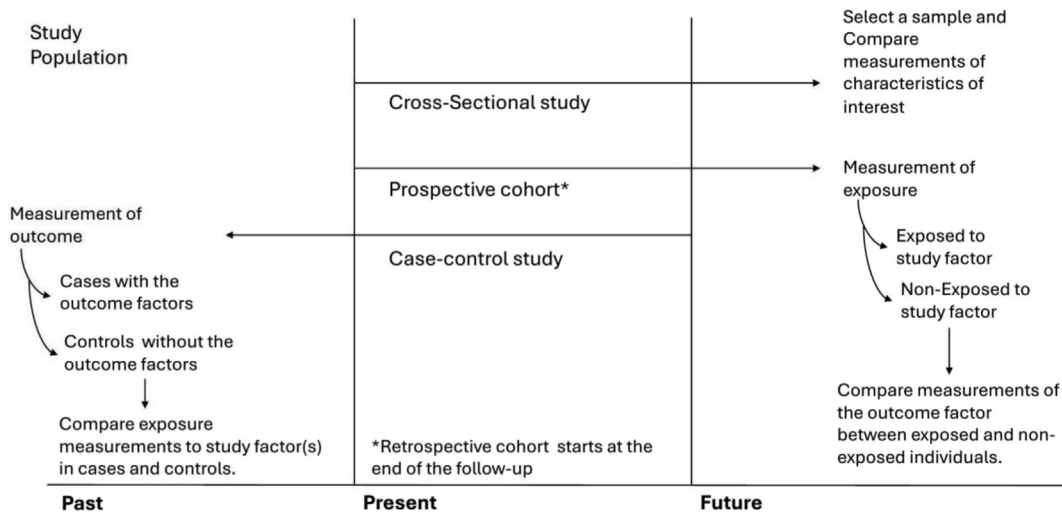 Study
Population
Select a sample and
Compare
measurements of
characteristics of
interest
Cross-Sectional study
Prospective cohort*
Measurement of
exposure
Exposed to
study factor
Non-Exposed to
study factor
Compare measurements of
the outcome factor
between exposed and non-
exposed individuals.
Measurement of
outcome
Case-control study
Cases with the
outcome factors
Controls without the
outcome factors
Compare exposure
measurements to study factor(s)
in cases and controls.
*Retrospective cohort starts at the
end of the follow-up
Past
Present
Future